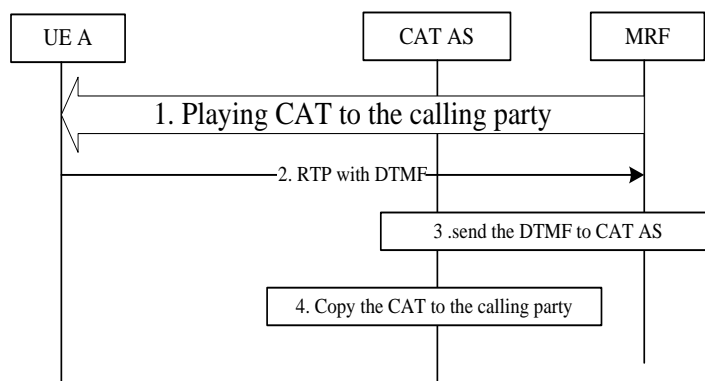 UE A
CAT AS
MRF
1. Playing CAT to the calling party
2. RTP with DTMF
3 .send the DTMF to CAT AS
4. Copy the CAT to the calling party